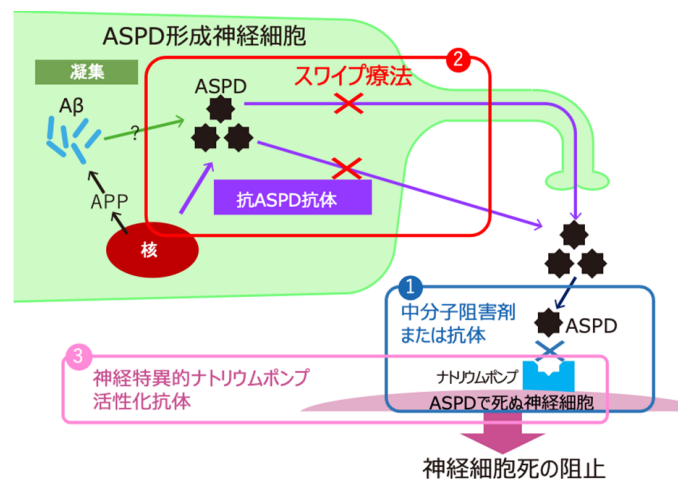 ASPD形成神経細胞
凝集
Aβ
?
APP
核
ASPD
スワイプ療法
2
抗ASPD抗体
1
中分子阻害剤
または抗体
ASPD
3
神経特異的ナトリウムポンプ
活性化抗体
ナトリウムポンプ
ASPDで死ぬ神経細胞
神経細胞死の阻止